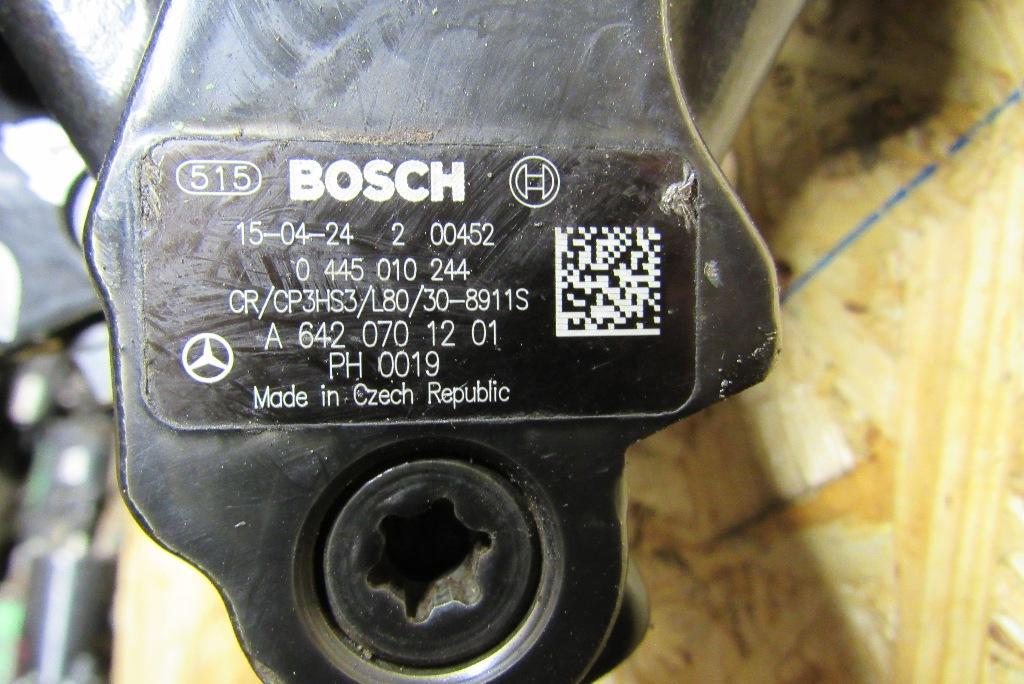 515 BOSCH
15-04-24 2 00452
0 445 010 244
CR/CP3HS3/L80/30-8911S
A 642 070 12 01
PH 0019
Made in Czech Republic